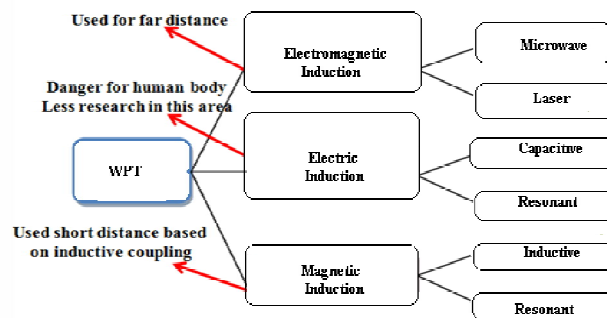 Used for far distance
Electromagnetic
Induction
Microwave
Laser
Danger for human body
Less research in this area
Electric
Induction
Capacitive
Resonant
WPT
Used short distance based
on inductive coupling
Magnetic
Induction
Inductive
Resonant